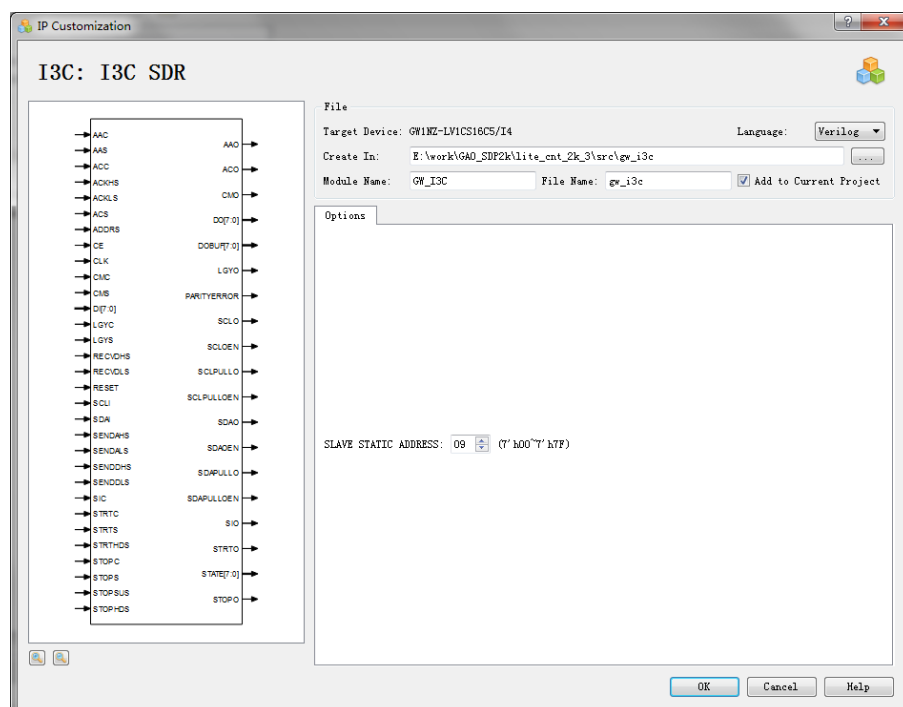 IP Customization
I3C: I3C SDR
AAC
AAS
ACC
ACKHS
ACKLS
ACS
ADDRS
CE
CLK
CMC
CMS
DI[7:0]
LGYC
LGYS
RECVDHS
RECVDLS
RESET
SCLI
SDAI
SENDAHS
SENDALS
SENDDHS
SENDDLS
SIC
STRTC
STRTS
STRTHDS
STOPC
STOPS
STOPSUS
STOPHDS
AAO
ACO
CMO
DO[7:0]
DOBUF[7:0]
LGYO
PARITYERROR
SCLO
SCLOEN
SCLPULLO
SCLPULLOEN
SDAO
SDAOEN
SDAPULLO
SDAPULLOEN
SIO
STRTO
STATE[7:0]
STOPO
File
Target Device: GW1NZ-LV1CS16C5/I4 Language: Verilog
Create In: E:\work\GAO_SDP2k\lite_cnt_2k_3\src\gw_i3c ...
Module Name: GW_I3C File Name: gw_i3c Add to Current Project
Options
SLAVE STATIC ADDRESS: 09 (7'h00~7'h7F)
OK Cancel Help